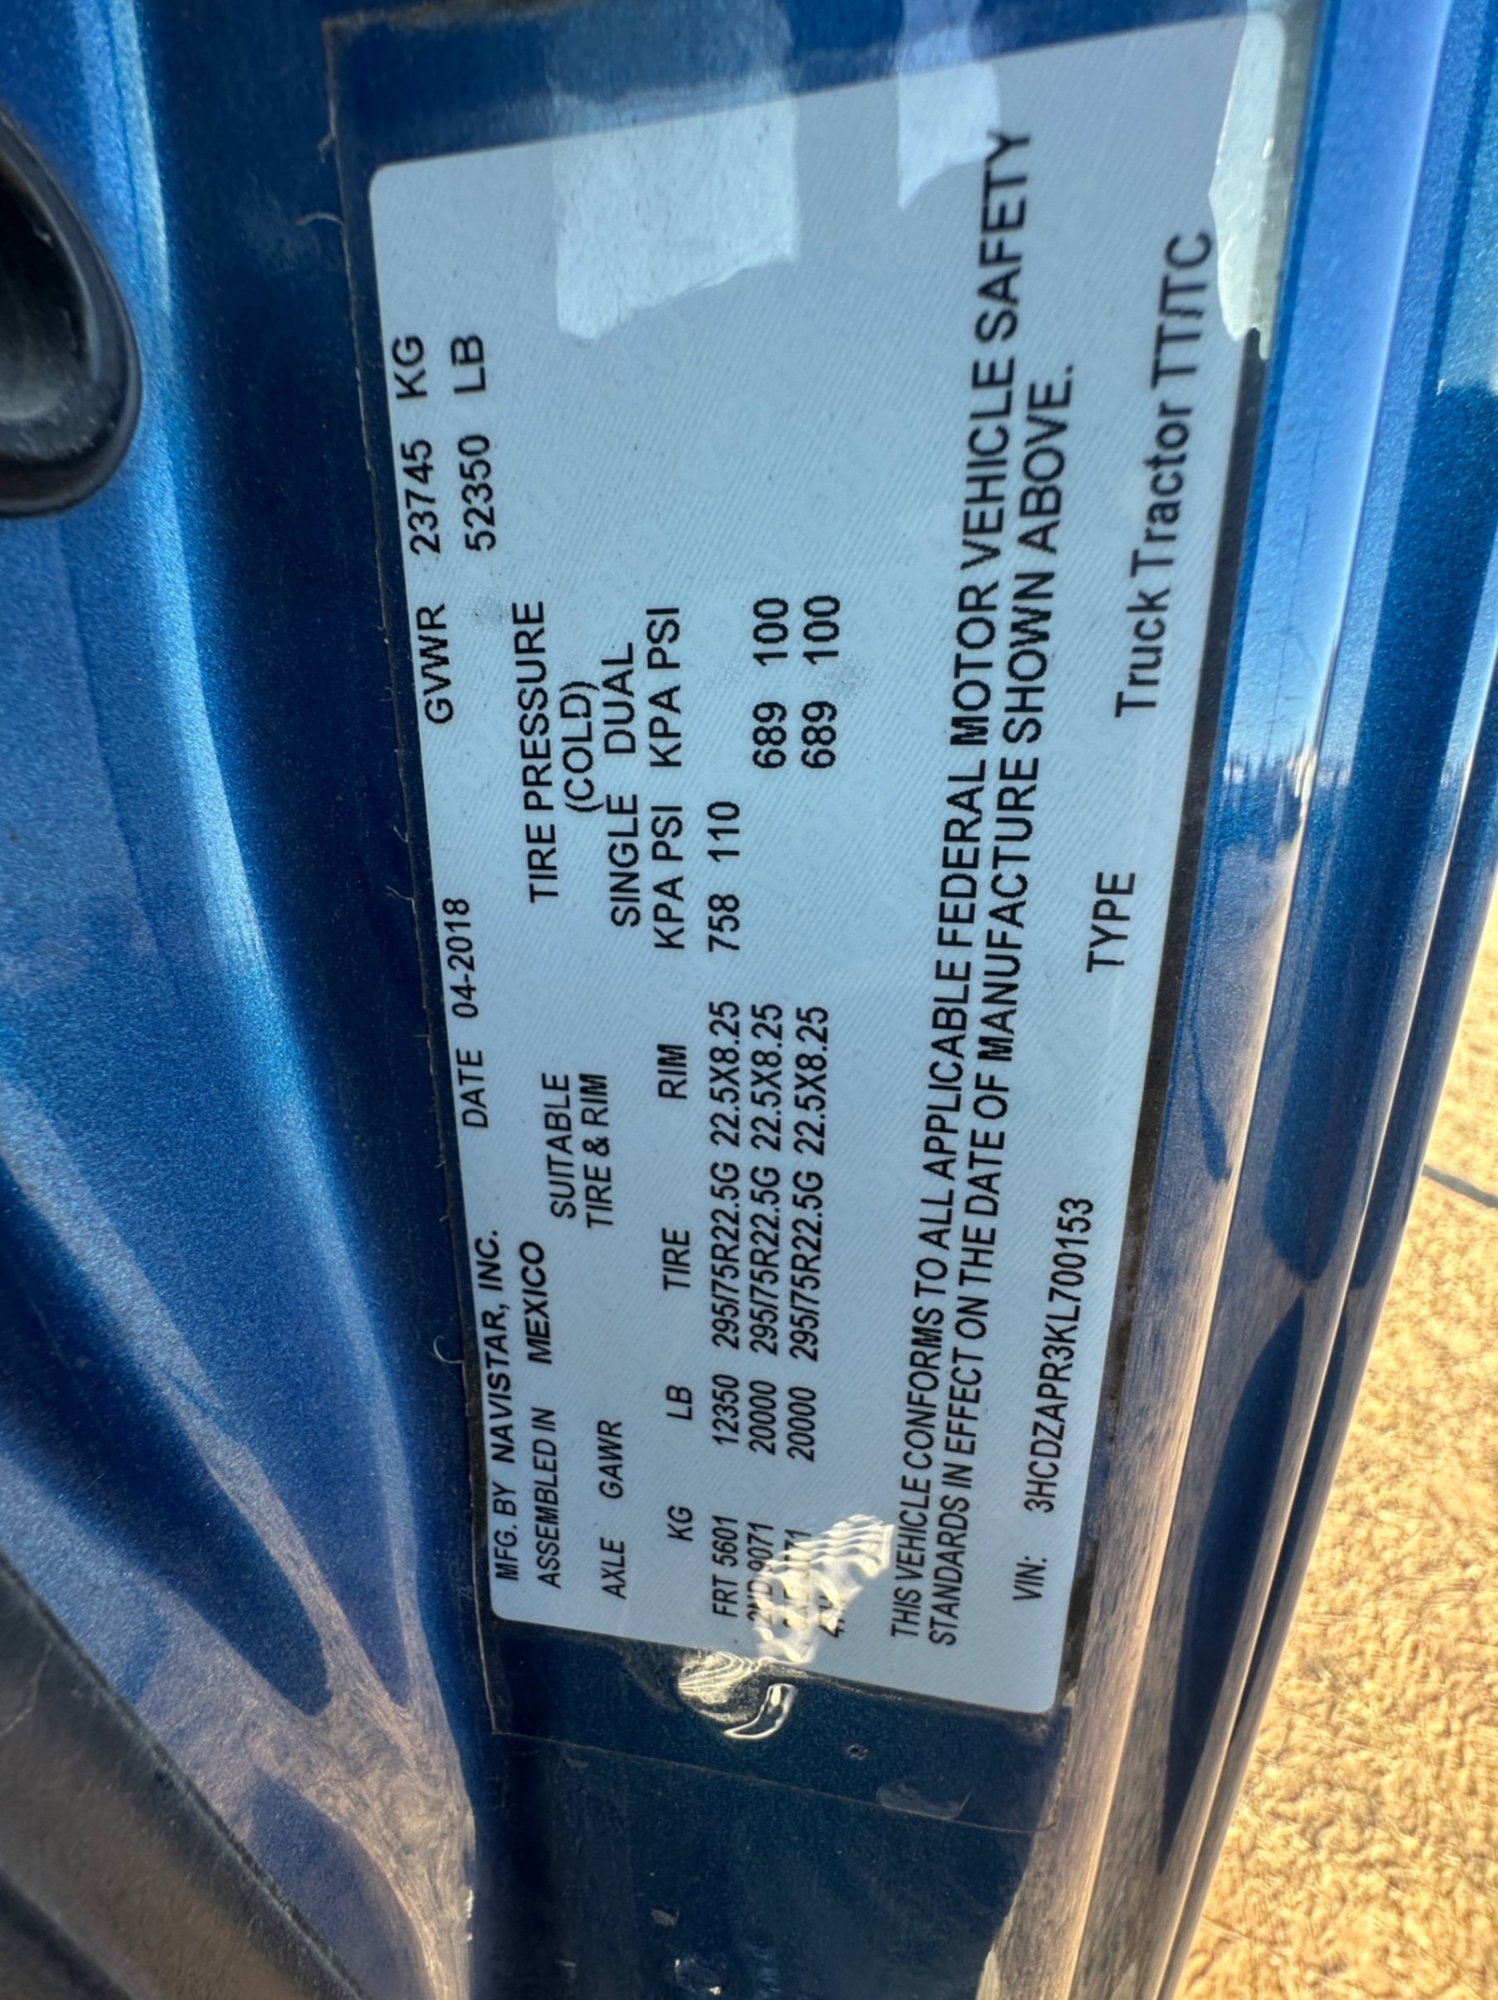 MFG. BY NAVISTAR, INC. DATE 04-2018 GVWR 23745 KG
ASSEMBLED IN MEXICO 52350 LB
SUITABLE TIRE PRESSURE
AXLE GAWR TIRE & RIM (COLD)
SINGLE DUAL
KG LB TIRE RIM KPA PSI KPA PSI
FRT 5601 12350 295/75R22.5G 22.5X8.25 758 110
2ND 9071 20000 295/75R22.5G 22.5X8.25 689 100
20000 295/75R22.5G 22.5X8.25 689 100
THIS VEHICLE CONFORMS TO ALL APPLICABLE FEDERAL MOTOR VEHICLE SAFETY
STANDARDS IN EFFECT ON THE DATE OF MANUFACTURE SHOWN ABOVE.
VIN: 3HCDZAPR3KL700153 TYPE Truck Tractor TT/TC